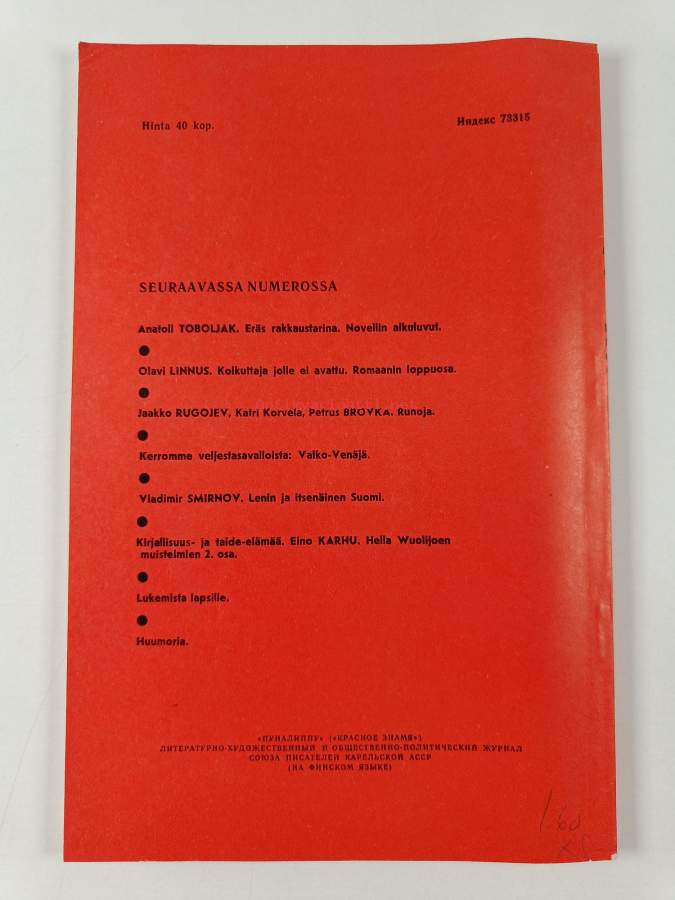 Hinta 40 kop.
Индекс 73315
SEURAAVASSA NUMEROSSA
Anatoli TOBOLJAK. Eräs rakkaustarina. Novellin alkuluvut.
Olavi LINNUS. Kolkuttaja jolle ei avattu. Romaanin loppuosa.
Jaakko RUGOJEV, Katri Korvela, Petrus BROVKA. Runoja.
Kerromme veljestasavalloista: Valko-Venäjä.
Vladimir SMIRNOV. Lenin ja itsenäinen Suomi.
Kirjallisuus- ja taide-elämää. Eino KARHU. Hella Wuolijoen
muistelmien 2. osa.
Lukemista lapsille.
Huumoria.
«ПУНАЛИППУ» («КРАСНОЕ ЗНАМЯ»)
ЛИТЕРАТУРНО-ХУДОЖЕСТВЕННЫЙ И ОБЩЕСТВЕННО-ПОЛИТИЧЕСКИЙ ЖУРНАЛ
СОЮЗА ПИСАТЕЛЕЙ КАРЕЛЬСКОЙ АССР
(НА ФИНСКОМ ЯЗЫКЕ)